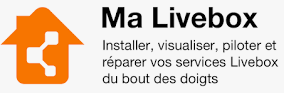 Ma Livebox
Installer, visualiser, piloter et
réparer vos services Livebox
du bout des doigts